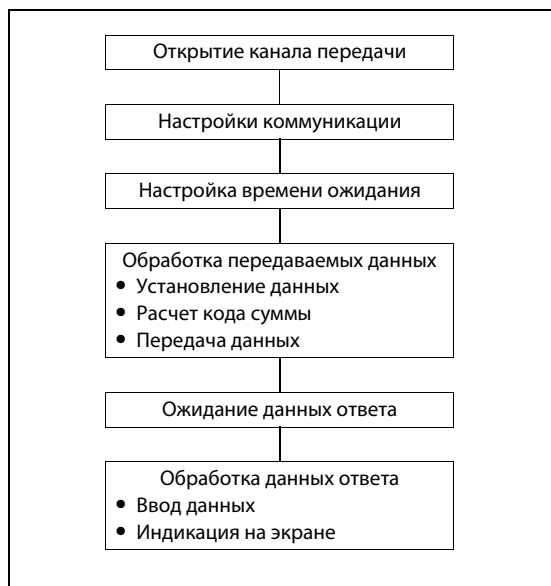 Открытие канала передачи
Настройки коммуникации
Настройка времени ожидания
Обработка передаваемых данных
• Установление данных
• Расчет кода суммы
• Передача данных
Ожидание данных ответа
Обработка данных ответа
• Ввод данных
• Индикация на экране